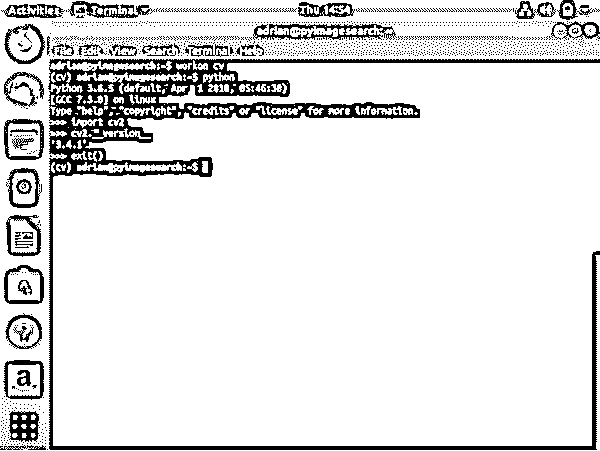 Activities Terminal Thu 14:54
adrian@pyimagesearch: ~
File Edit View Search Terminal Help
adrian@pyimagesearch:~$ workon cv
(cv) adrian@pyimagesearch:~$ python
Python 3.6.5 (default, Apr 1 2018, 05:46:30)
[GCC 7.3.0] on linux
Type "help", "copyright", "credits" or "license" for more information.
>>> import cv2
>>> cv2.__version__
'3.4.1'
>>> exit()
(cv) adrian@pyimagesearch:~$
a